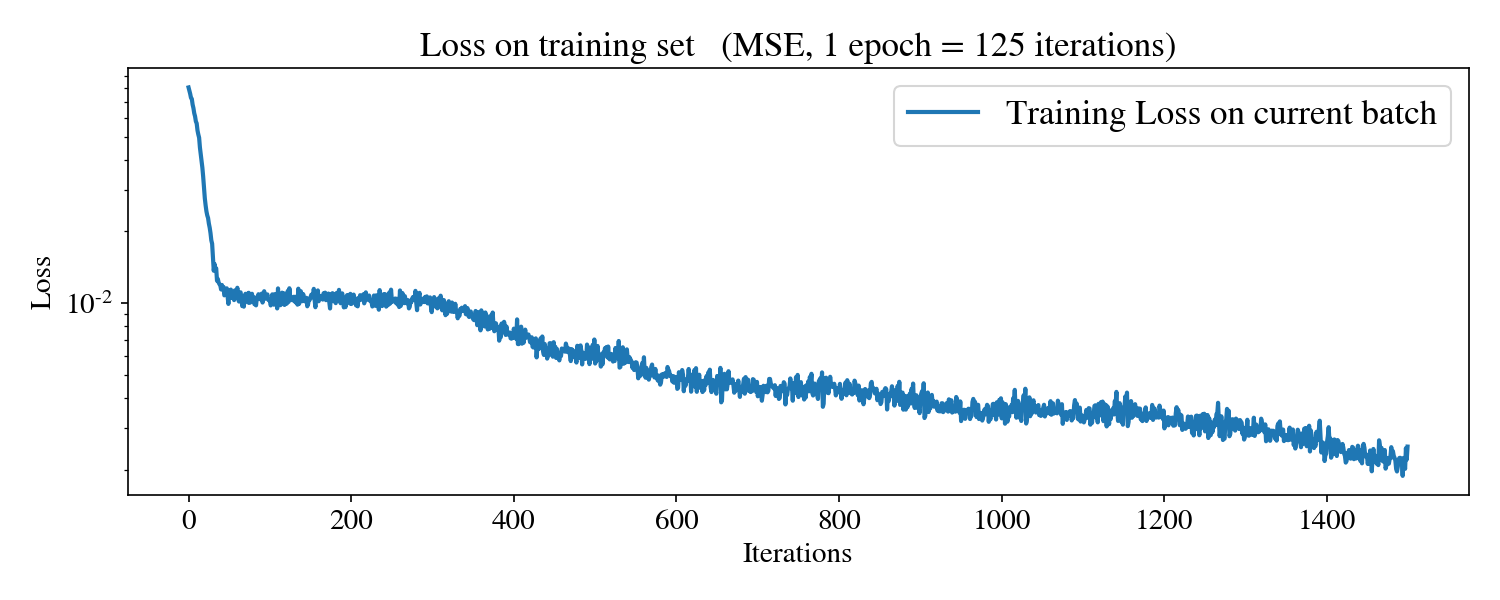 Loss on training set (MSE, 1 epoch = 125 iterations)
Training Loss on current batch
Loss
10⁻²
0 200 400 600 800 1000 1200 1400
Iterations